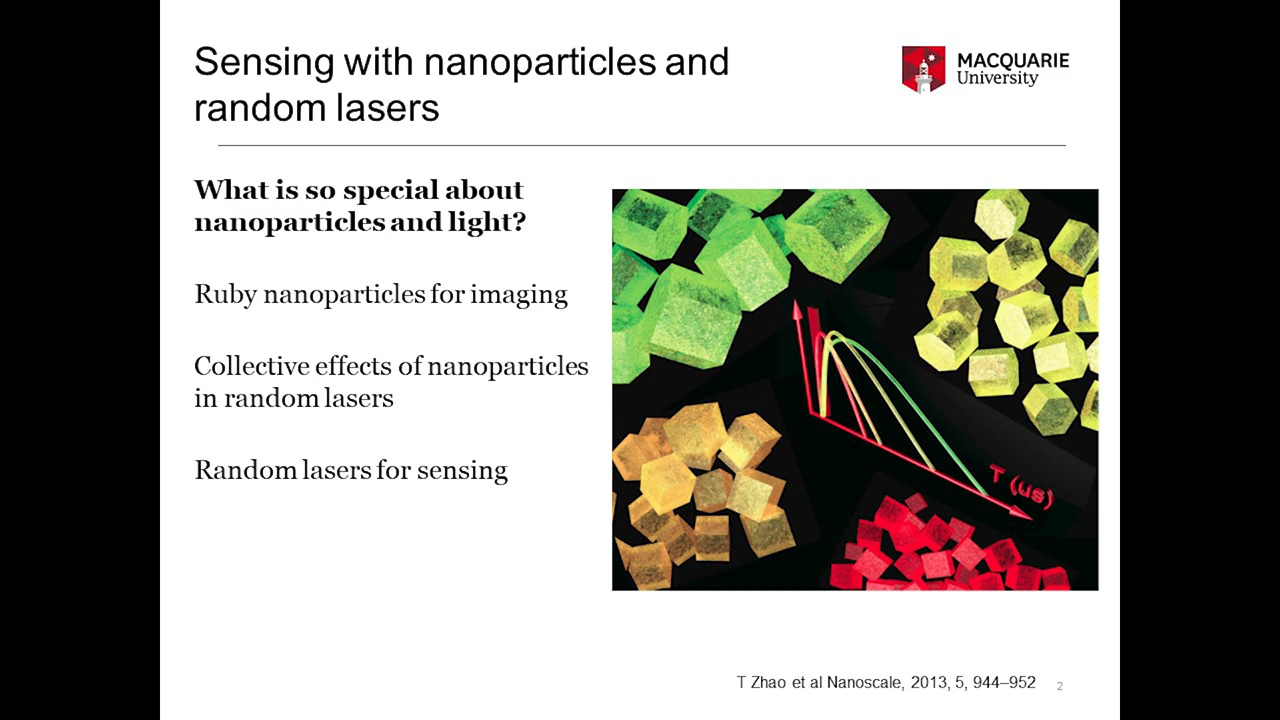 Sensing with nanoparticles and
random lasers
MACQUARIE
University
What is so special about
nanoparticles and light?
Ruby nanoparticles for imaging
Collective effects of nanoparticles
in random lasers
Random lasers for sensing
T (us)
T Zhao et al Nanoscale, 2013, 5, 944–952
2